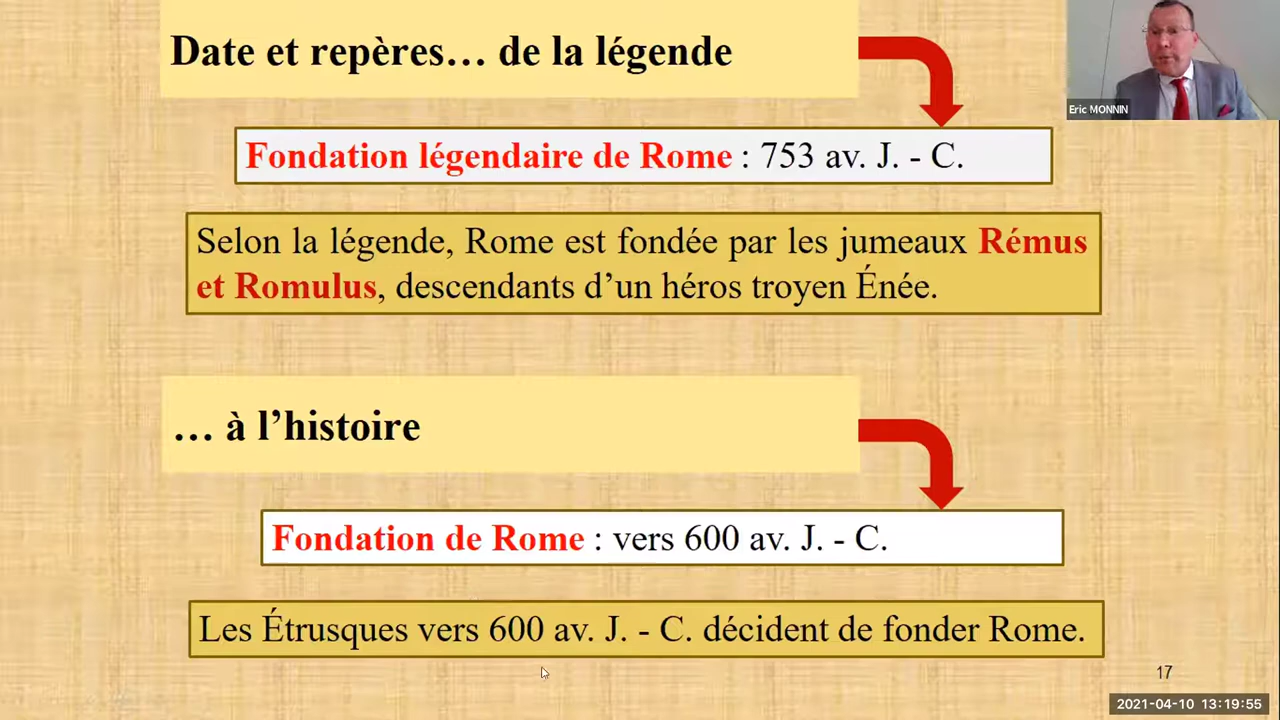 Date et repères… de la légende
Eric MONNIN
Fondation légendaire de Rome : 753 av. J. - C.
Selon la légende, Rome est fondée par les jumeaux Rémus
et Romulus, descendants d’un héros troyen Énée.
… à l’histoire
Fondation de Rome : vers 600 av. J. - C.
Les Étrusques vers 600 av. J. - C. décident de fonder Rome.
17
2021-04-10 13:19:55